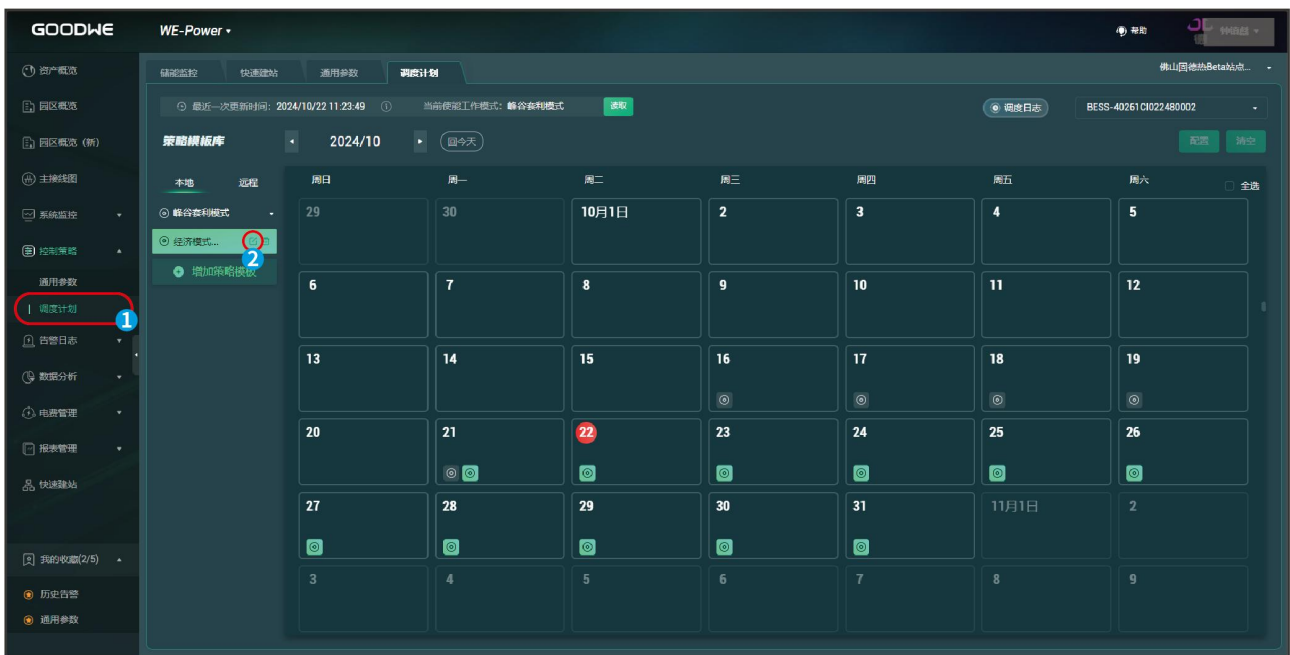 GOODWE
WE-Power
帮助
资产概览
园区概览
园区概览（新）
主接线图
系统监控
控制策略
通用参数
调度计划
1
告警日志
数据分析
电费管理
报表管理
快速建站
我的收藏(2/5)
历史告警
通用参数
储能监控 快速建站 通用参数 调度计划
佛山固德热Beta站点...
最近一次更新时间：2024/10/22 11:23:49 当前使能工作模式：峰谷套利模式 读取
调度日志 BESS-40261CI022480002
策略模板库 2024/10 回今天
配置 清空
本地 远程
峰谷套利模式
经济模式...
2
增加策略模板
周日 周一 周二 周三 周四 周五 周六 全选
29 30 10月1日 2 3 4 5
6 7 8 9 10 11 12
13 14 15 16 17 18 19
20 21 22 23 24 25 26
27 28 29 30 31 11月1日 2
3 4 5 6 7 8 9